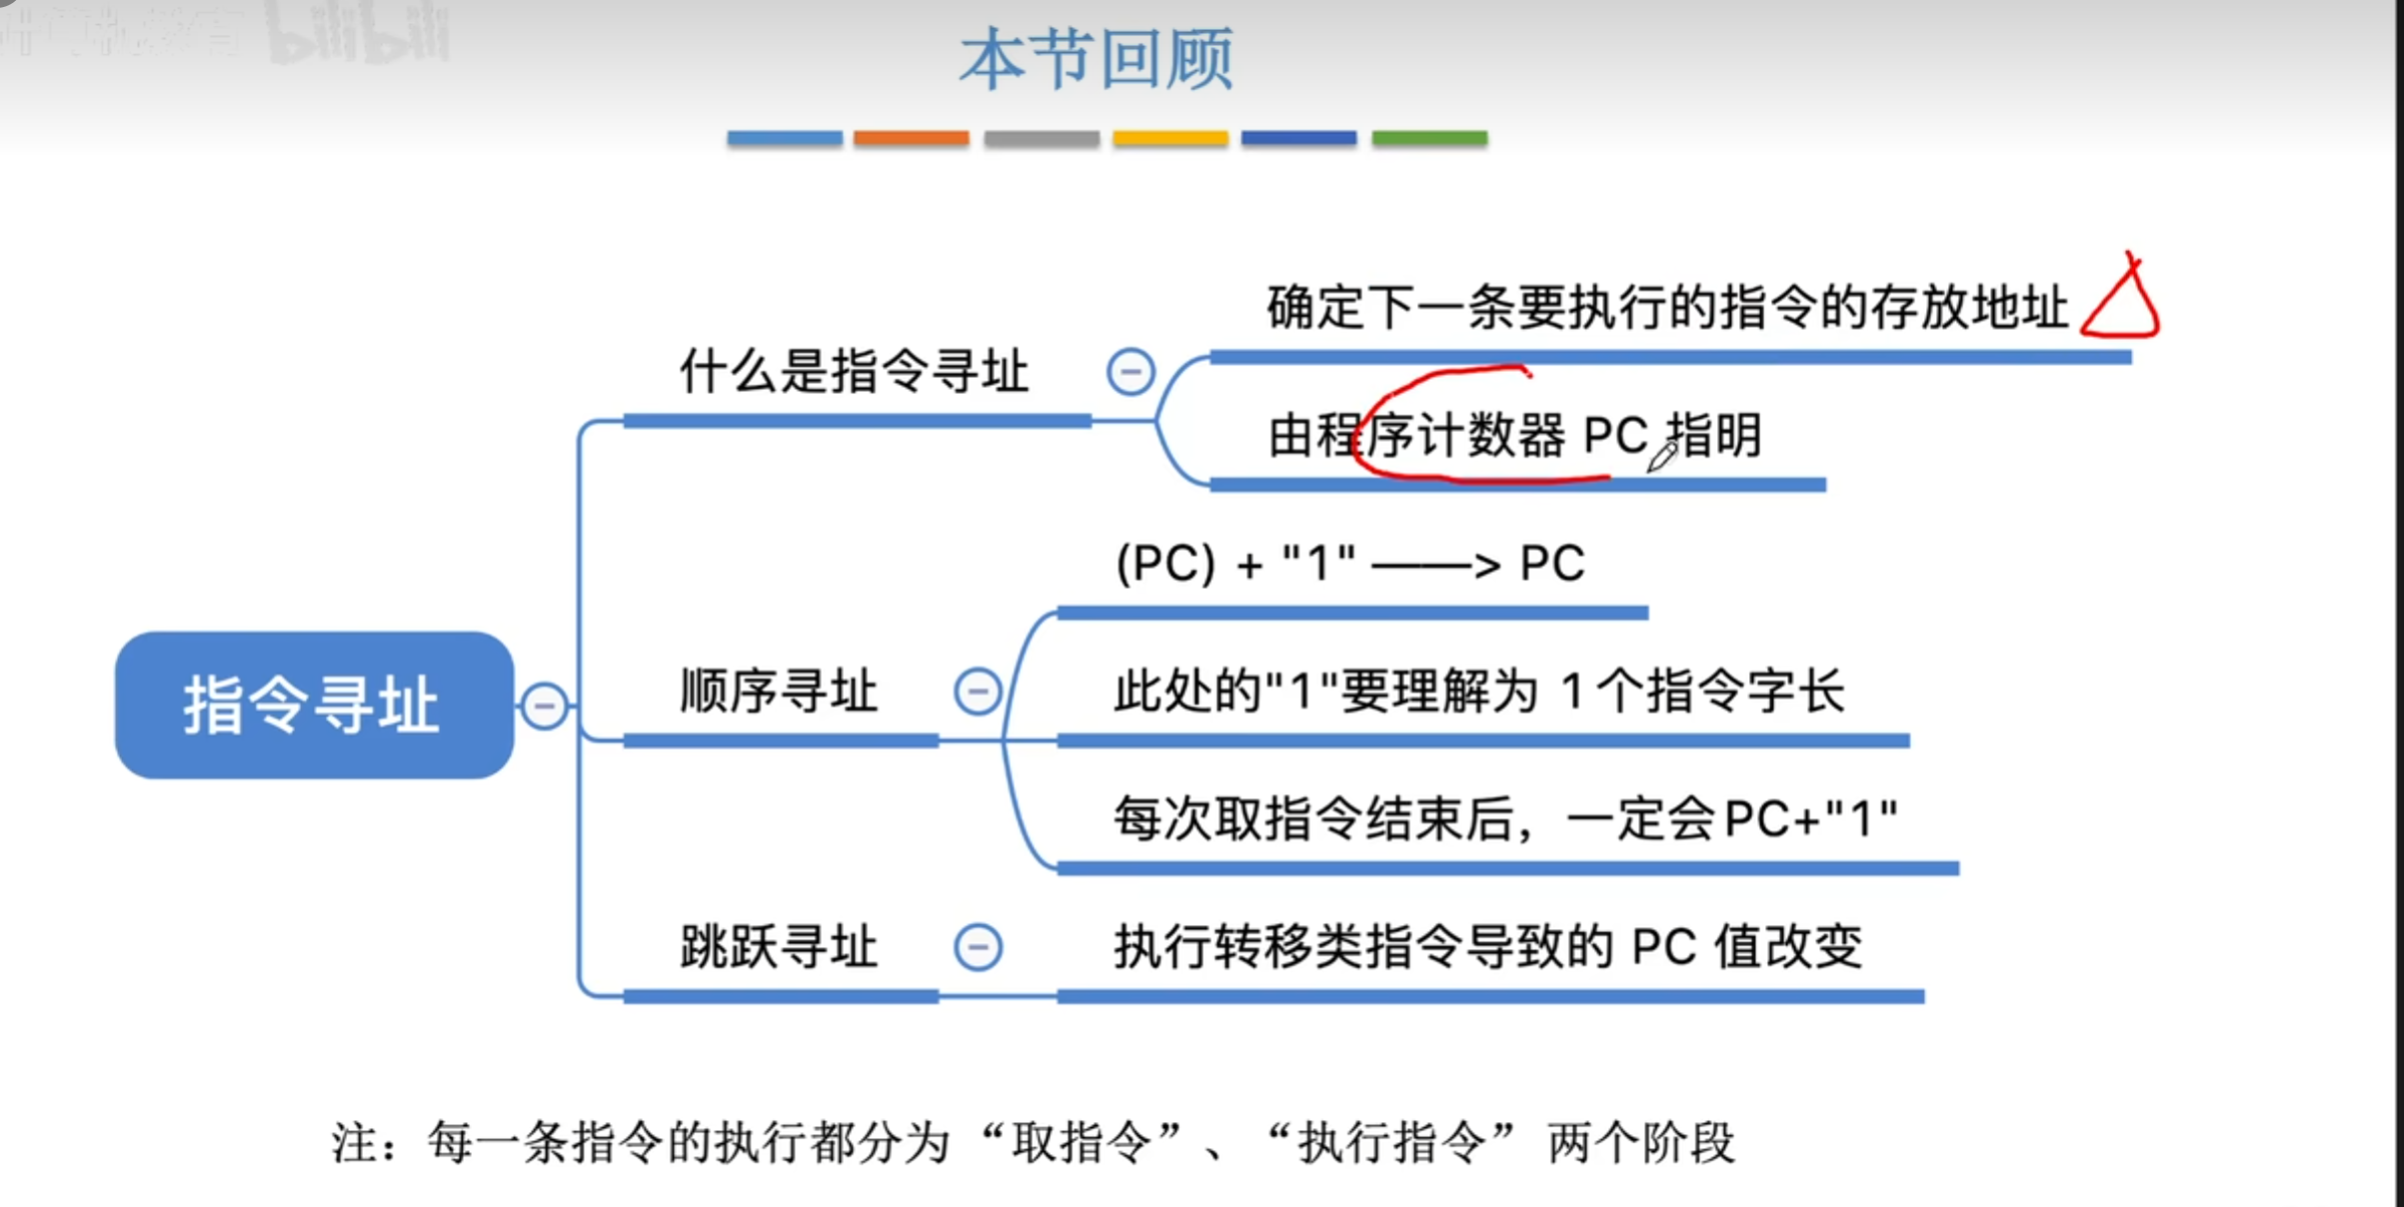 bilibili
本节回顾
确定下一条要执行的指令的存放地址
什么是指令寻址
由程序计数器 PC 指明
(PC) + "1" ——> PC
指令寻址
顺序寻址
此处的"1"要理解为 1 个指令字长
每次取指令结束后，一定会PC+"1"
跳跃寻址
执行转移类指令导致的 PC 值改变
注：每一条指令的执行都分为“取指令”、“执行指令”两个阶段